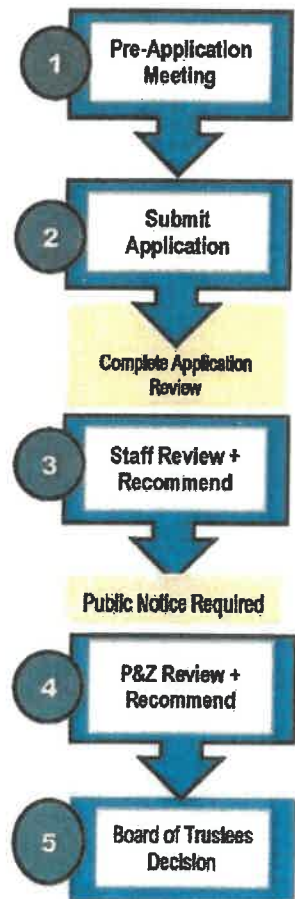 1
Pre-Application
Meeting
2
Submit
Application
Complete Application
Review
3
Staff Review +
Recommend
Public Notice Required
4
P&Z Review +
Recommend
5
Board of Trustees
Decision